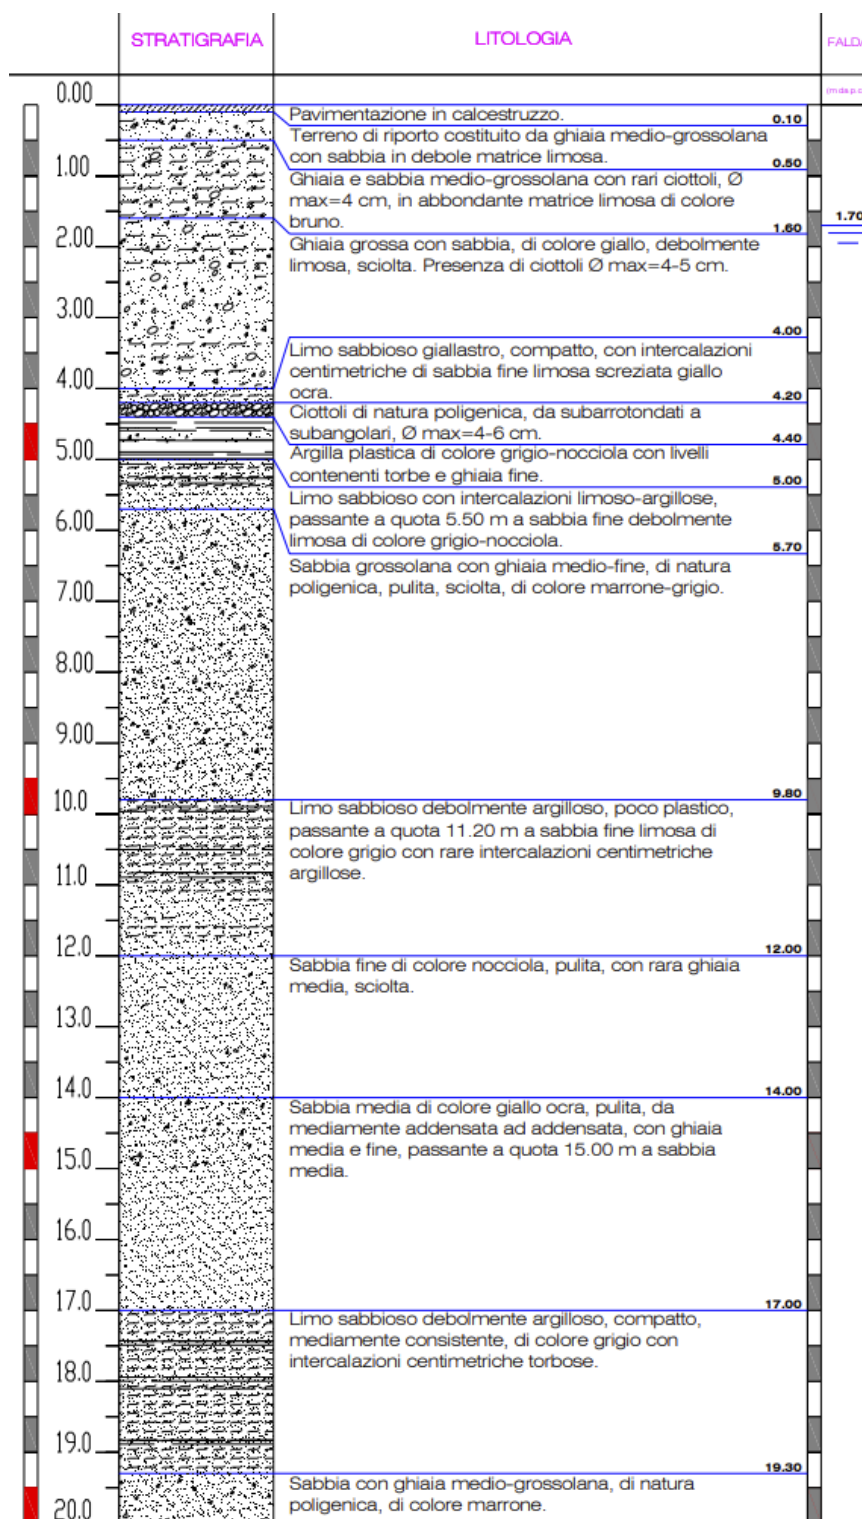 STRATIGRAFIA
LITOLOGIA
FALDA
(m da p.c
0.00
Pavimentazione in calcestruzzo.
0.10
Terreno di riporto costituito da ghiaia medio-grossolana
con sabbia in debole matrice limosa.
0.50
1.00
Ghiaia e sabbia medio-grossolana con rari ciottoli, Ø
max=4 cm, in abbondante matrice limosa di colore
bruno.
1.60
1.70
2.00
Ghiaia grossa con sabbia, di colore giallo, debolmente
limosa, sciolta. Presenza di ciottoli Ø max=4-5 cm.
3.00
4.00
Limo sabbioso giallastro, compatto, con intercalazioni
centimetriche di sabbia fine limosa screziata giallo
ocra.
4.00
4.20
Ciottoli di natura poligenica, da subarrotondati a
subangolari, Ø max=4-6 cm.
4.40
Argilla plastica di colore grigio-nocciola con livelli
contenenti torbe e ghiaia fine.
5.00
5.00
Limo sabbioso con intercalazioni limoso-argillose,
passante a quota 5.50 m a sabbia fine debolmente
limosa di colore grigio-nocciola.
6.00
5.70
Sabbia grossolana con ghiaia medio-fine, di natura
poligenica, pulita, sciolta, di colore marrone-grigio.
7.00
8.00
9.00
9.80
10.0
Limo sabbioso debolmente argilloso, poco plastico,
passante a quota 11.20 m a sabbia fine limosa di
colore grigio con rare intercalazioni centimetriche
argillose.
11.0
12.0
12.00
Sabbia fine di colore nocciola, pulita, con rara ghiaia
media, sciolta.
13.0
14.0
14.00
Sabbia media di colore giallo ocra, pulita, da
mediamente addensata ad addensata, con ghiaia
media e fine, passante a quota 15.00 m a sabbia
media.
15.0
16.0
17.0
17.00
Limo sabbioso debolmente argilloso, compatto,
mediamente consistente, di colore grigio con
intercalazioni centimetriche torbose.
18.0
19.0
19.30
Sabbia con ghiaia medio-grossolana, di natura
poligenica, di colore marrone.
20.0